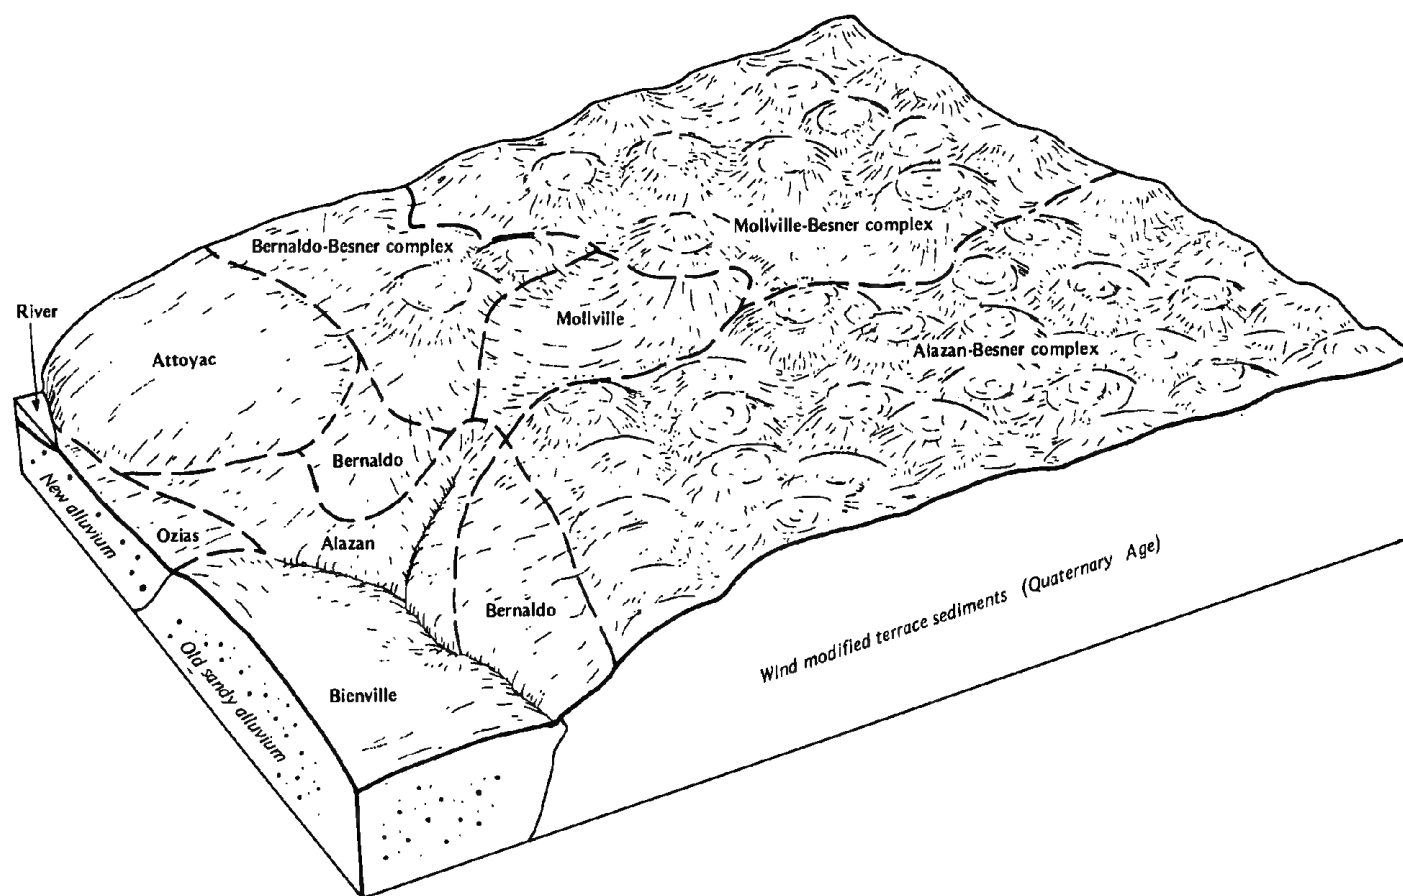 Mollville-Besner complex
Bernaldo-Besner complex
River
Mollville
Attoyac
Alazan-Besner complex
Bernaldo
New alluvium
Ozias
Alazan
Bernaldo
Wind modified terrace sediments (Quaternary Age)
Old sandy alluvium
Bienville